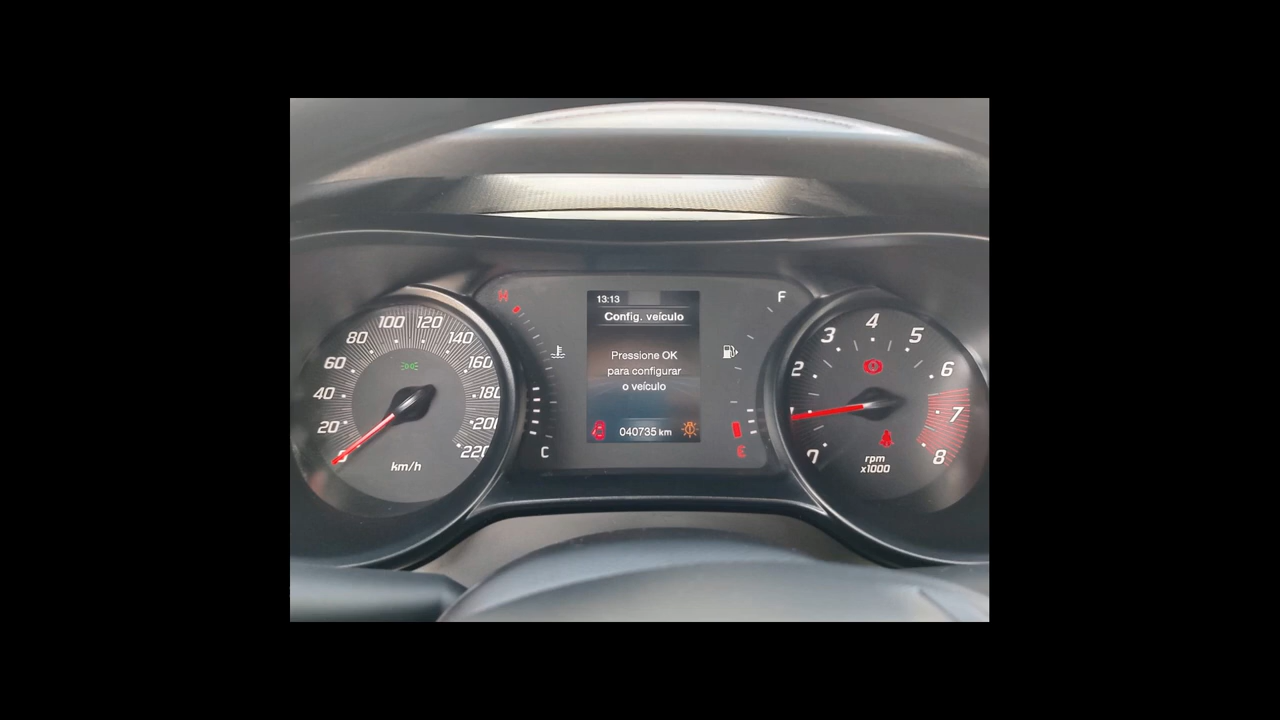 13:13
Config. veículo
Pressione OK
para configurar
o veículo
040735 km
H
C
F
E
0
20
40
60
80
100
120
140
160
180
200
220
km/h
1
2
3
4
5
6
7
8
rpm
x1000